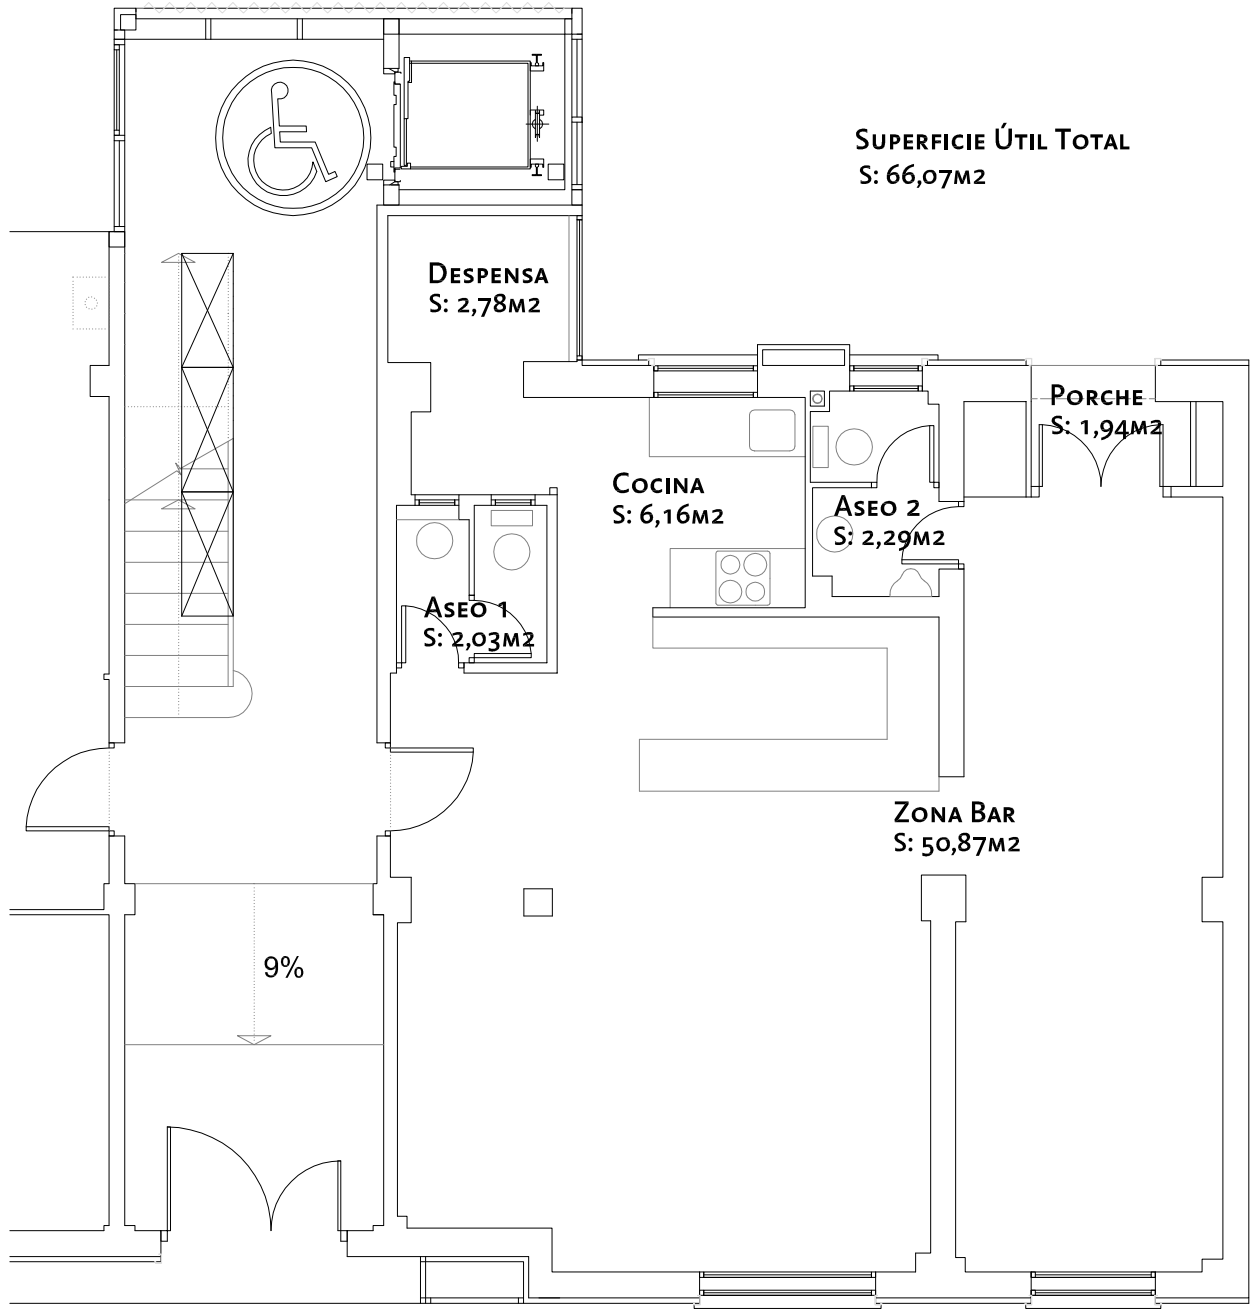 Superficie Útil Total
S: 66,07m2
Despensa
S: 2,78m2
Porche
S: 1,94m2
Cocina
S: 6,16m2
Aseo 2
S: 2,29m2
Aseo 1
S: 2,03m2
Zona Bar
S: 50,87m2
9%